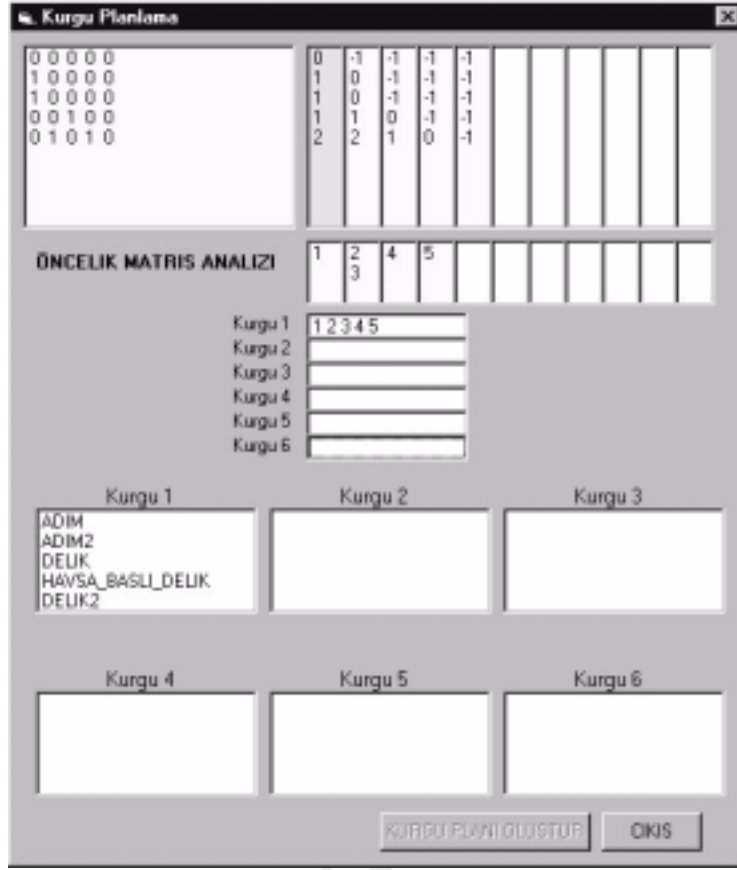 Kurgu Planlama
0 0 0 0 0
1 0 0 0 0
1 0 0 0 0
0 0 1 0 0
0 1 0 1 0
0 -1 -1 -1 -1
1 0 -1 -1 -1
1 0 -1 -1 -1
1 1 0 -1 -1
2 2 1 0 -1
ÖNCELIK MATRIS ANALIZI
1 2 4 5
3
Kurgu 1 1 2 3 4 5
Kurgu 2
Kurgu 3
Kurgu 4
Kurgu 5
Kurgu 6
Kurgu 1 Kurgu 2 Kurgu 3
ADIM
ADIM2
DELIK
HAVSA_BASLI_DELIK
DELIK2
Kurgu 4 Kurgu 5 Kurgu 6
KURGU PLANI OLUSTUR CIKIS